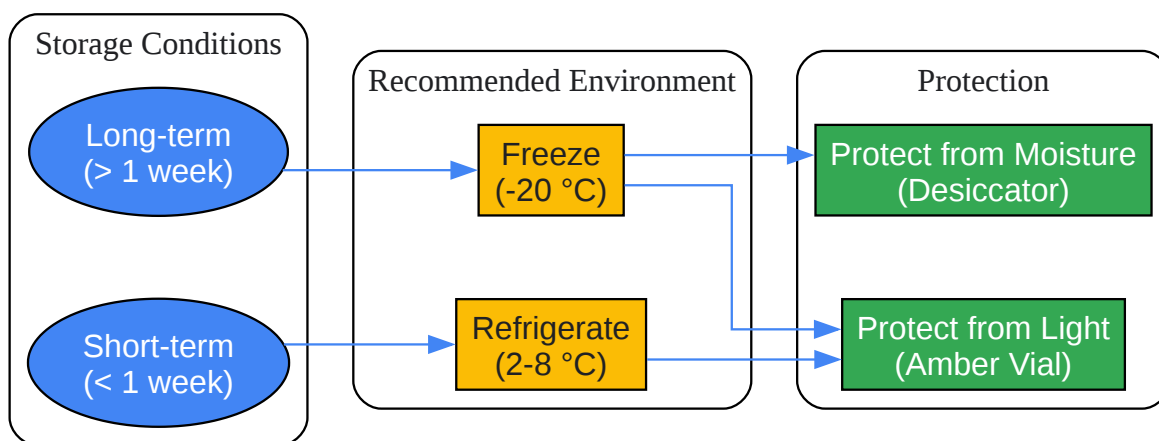 Storage Conditions
Long-term
(> 1 week)
Short-term
(< 1 week)
Recommended Environment
Freeze
(-20 °C)
Refrigerate
(2-8 °C)
Protection
Protect from Moisture
(Desiccator)
Protect from Light
(Amber Vial)